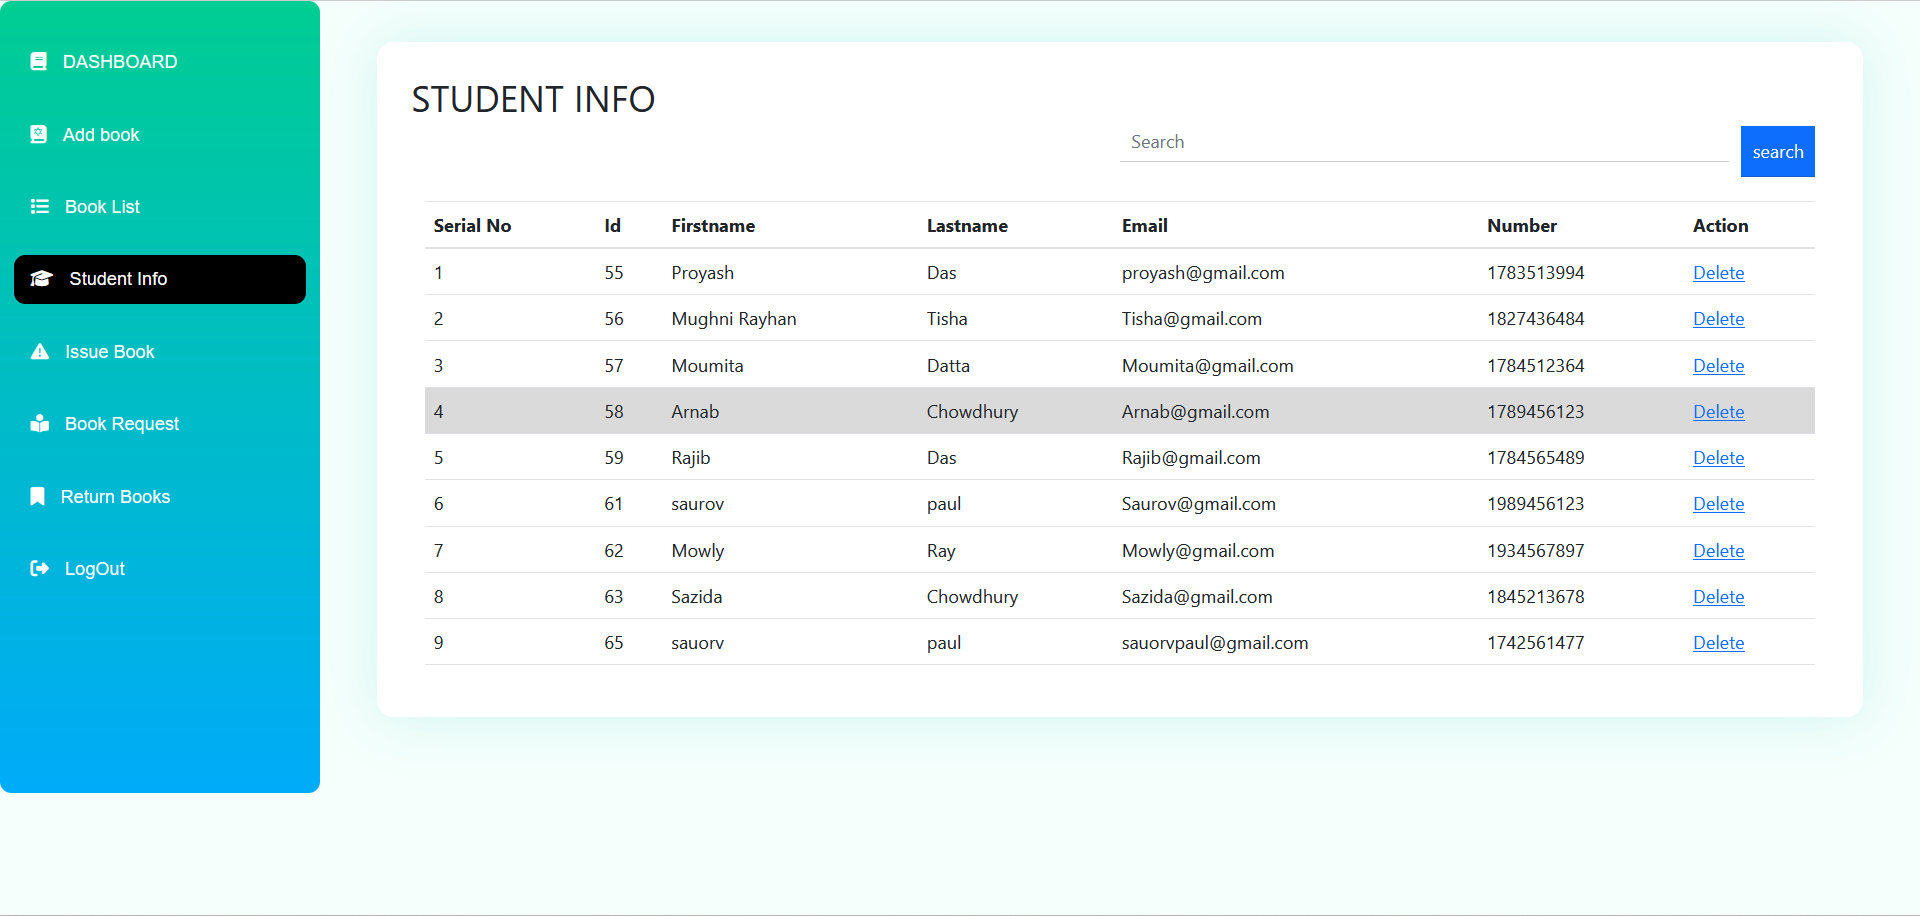 DASHBOARD
Add book
Book List
Student Info
Issue Book
Book Request
Return Books
LogOut
STUDENT INFO
Search search
Serial No Id Firstname Lastname Email Number Action
1 55 Proyash Das proyash@gmail.com 1783513994 Delete
2 56 Mughni Rayhan Tisha Tisha@gmail.com 1827436484 Delete
3 57 Moumita Datta Moumita@gmail.com 1784512364 Delete
4 58 Arnab Chowdhury Arnab@gmail.com 1789456123 Delete
5 59 Rajib Das Rajib@gmail.com 1784565489 Delete
6 61 saurov paul Saurov@gmail.com 1989456123 Delete
7 62 Mowly Ray Mowly@gmail.com 1934567897 Delete
8 63 Sazida Chowdhury Sazida@gmail.com 1845213678 Delete
9 65 sauorv paul sauorvpaul@gmail.com 1742561477 Delete